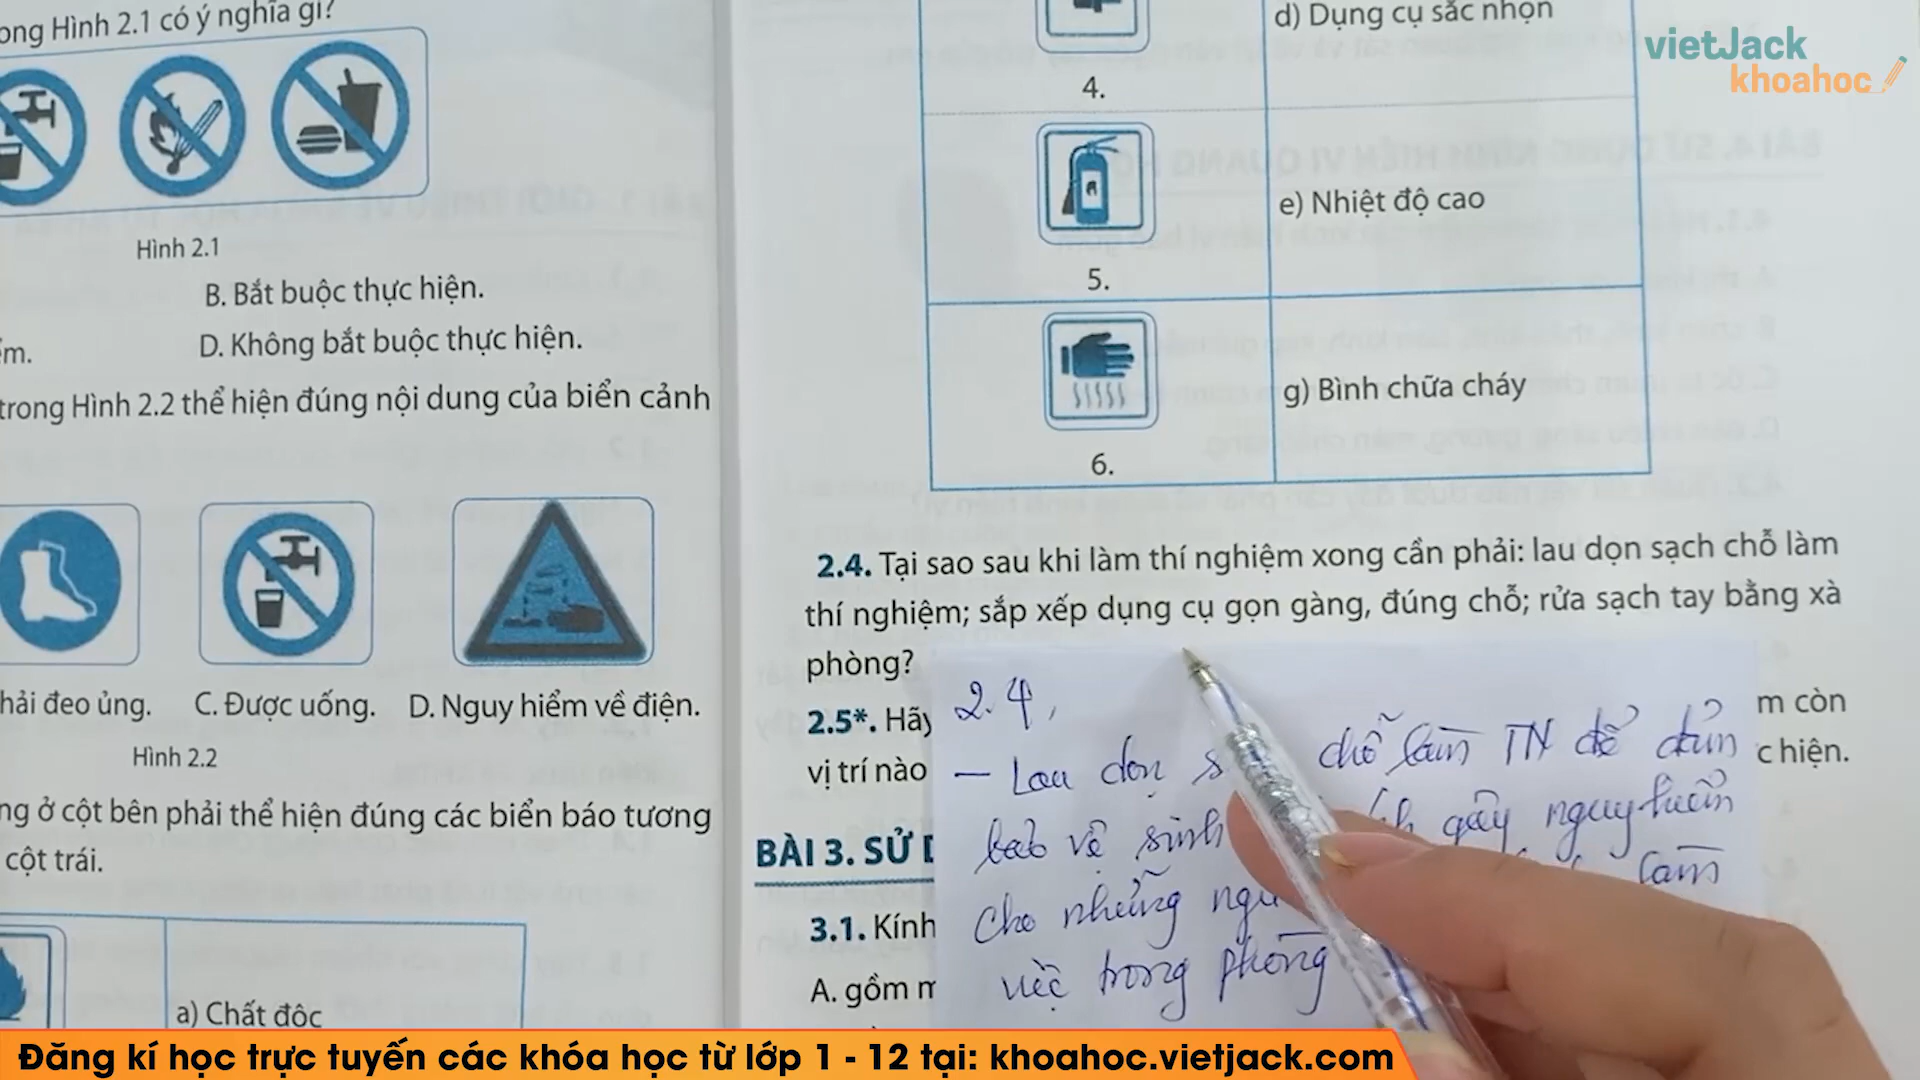 ong Hình 2.1 có ý nghĩa gì?
Hình 2.1
B. Bắt buộc thực hiện.
ểm.
D. Không bắt buộc thực hiện.
trong Hình 2.2 thể hiện đúng nội dung của biển cảnh
hải đeo ủng. C. Được uống. D. Nguy hiểm về điện.
Hình 2.2
ng ở cột bên phải thể hiện đúng các biển báo tương
cột trái.
a) Chất độc
d) Dụng cụ sắc nhọn
4.
e) Nhiệt độ cao
5.
g) Bình chữa cháy
6.
2.4. Tại sao sau khi làm thí nghiệm xong cần phải: lau dọn sạch chỗ làm
thí nghiệm; sắp xếp dụng cụ gọn gàng, đúng chỗ; rửa sạch tay bằng xà
phòng?
2.5*. Hãy
m còn
vị trí nào
c hiện.
BÀI 3. SỬ D
3.1. Kính
A. gồm m
2.4,
- Lau dọn s chỗ làm TN để đảm
bảo vệ sinh gây nguy hiểm
cho những làm
việc trong phòng
vietJack
khoahoc
Đăng kí học trực tuyến các khóa học từ lớp 1 - 12 tại: khoahoc.vietjack.com